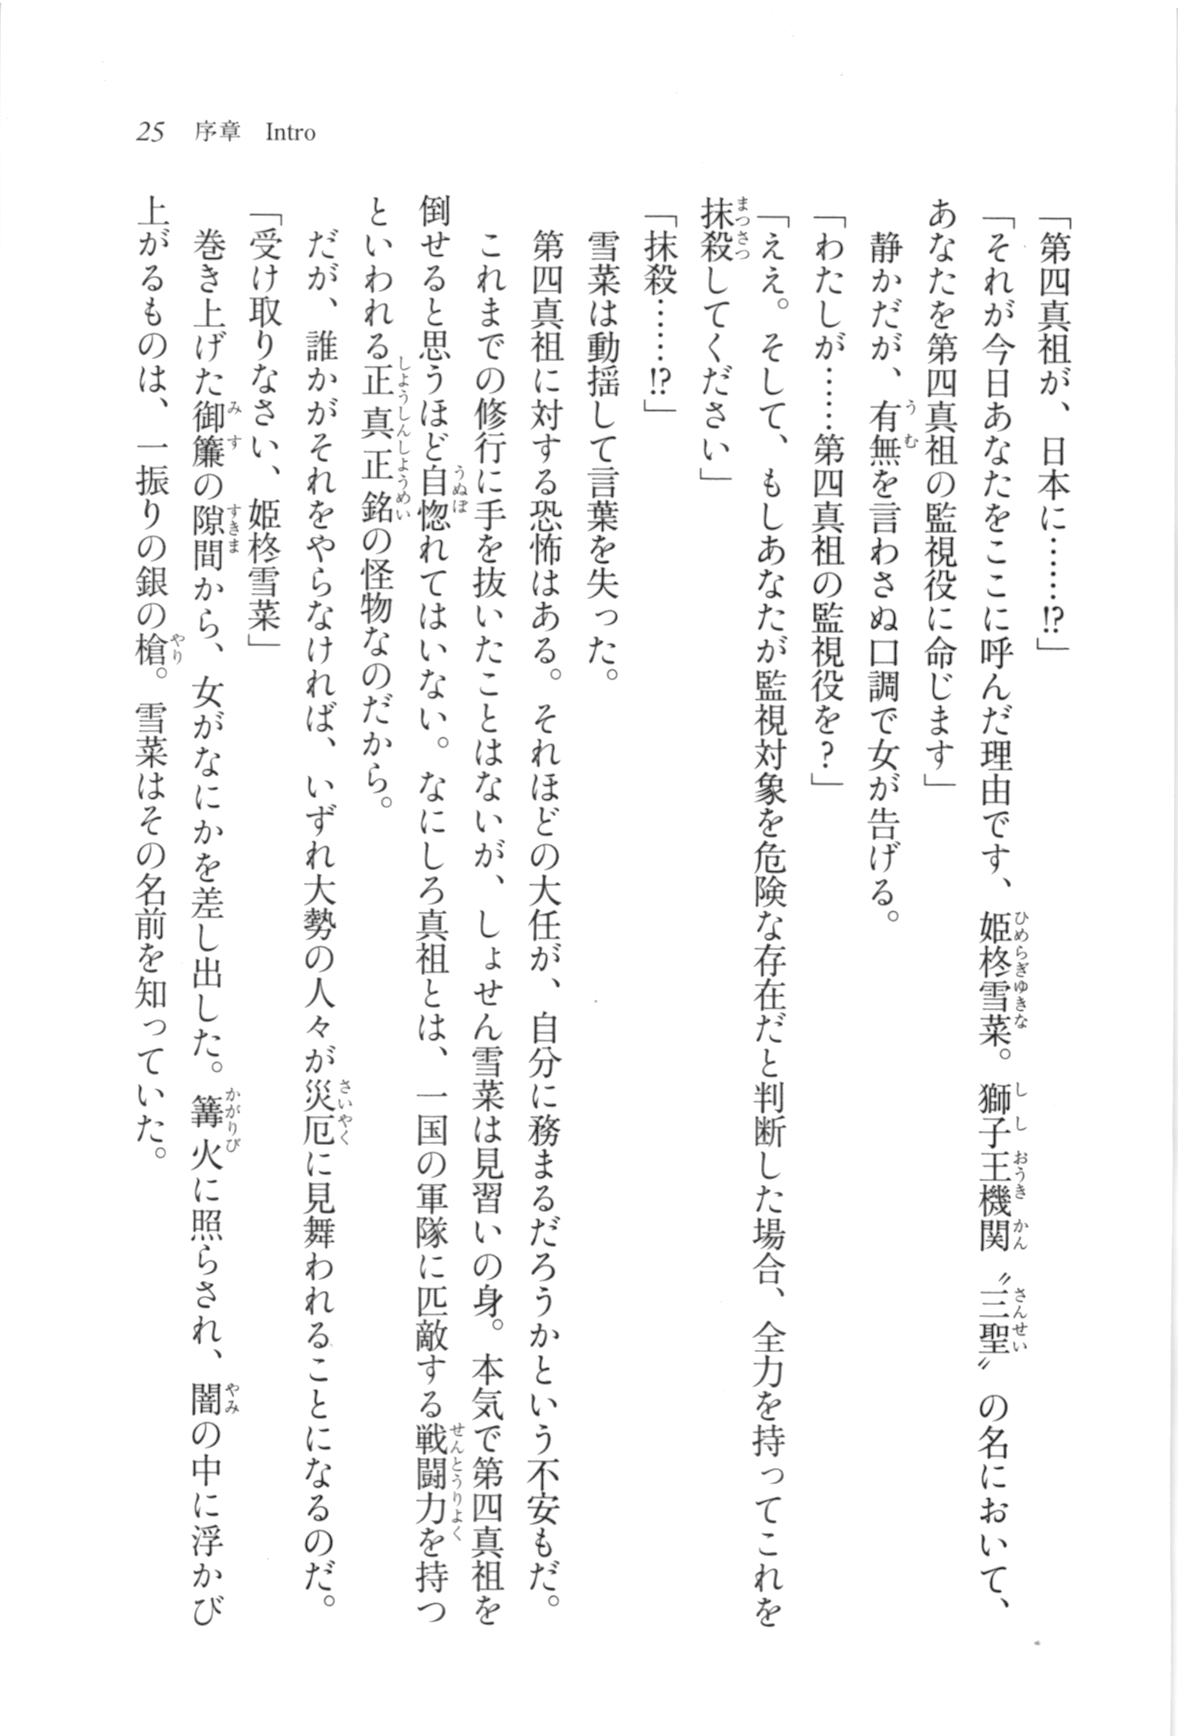 25　序章　Intro
「第四真祖が、日本に……!?」
「それが今日あなたをここに呼んだ理由です、姫柊雪菜。獅子王機関〝三聖〟の名において、
あなたを第四真祖の監視役に命じます」
　静かだが、有無を言わさぬ口調で女が告げる。
「わたしが……第四真祖の監視役を？」
「ええ。そして、もしあなたが監視対象を危険な存在だと判断した場合、全力を持ってこれを
抹殺してください」
「抹殺……!?」
　雪菜は動揺して言葉を失った。
　第四真祖に対する恐怖はある。それほどの大任が、自分に務まるだろうかという不安もだ。
　これまでの修行に手を抜いたことはないが、しょせん雪菜は見習いの身。本気で第四真祖を
倒せると思うほど自惚れてはいない。なにしろ真祖とは、一国の軍隊に匹敵する戦闘力を持つ
といわれる正真正銘の怪物なのだから。
　だが、誰かがそれをやらなければ、いずれ大勢の人々が災厄に見舞われることになるのだ。
「受け取りなさい、姫柊雪菜」
　巻き上げた御簾の隙間から、女がなにかを差し出した。篝火に照らされ、闇の中に浮かび
上がるものは、一振りの銀の槍。雪菜はその名前を知っていた。